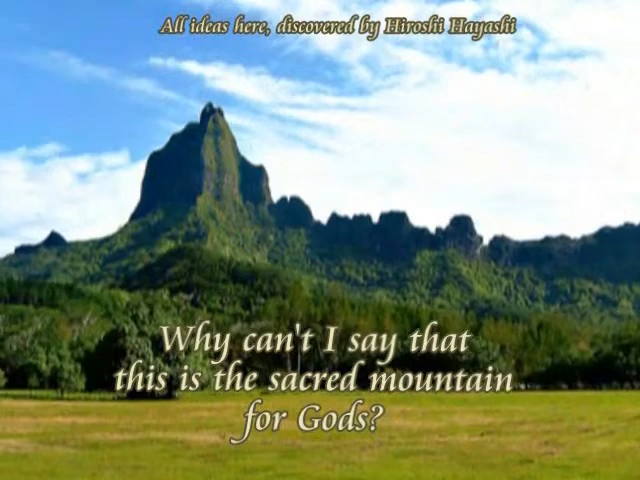 All ideas here, discovered by Hiroshi Hayashi
Why can't I say that
this is the sacred mountain
for Gods?